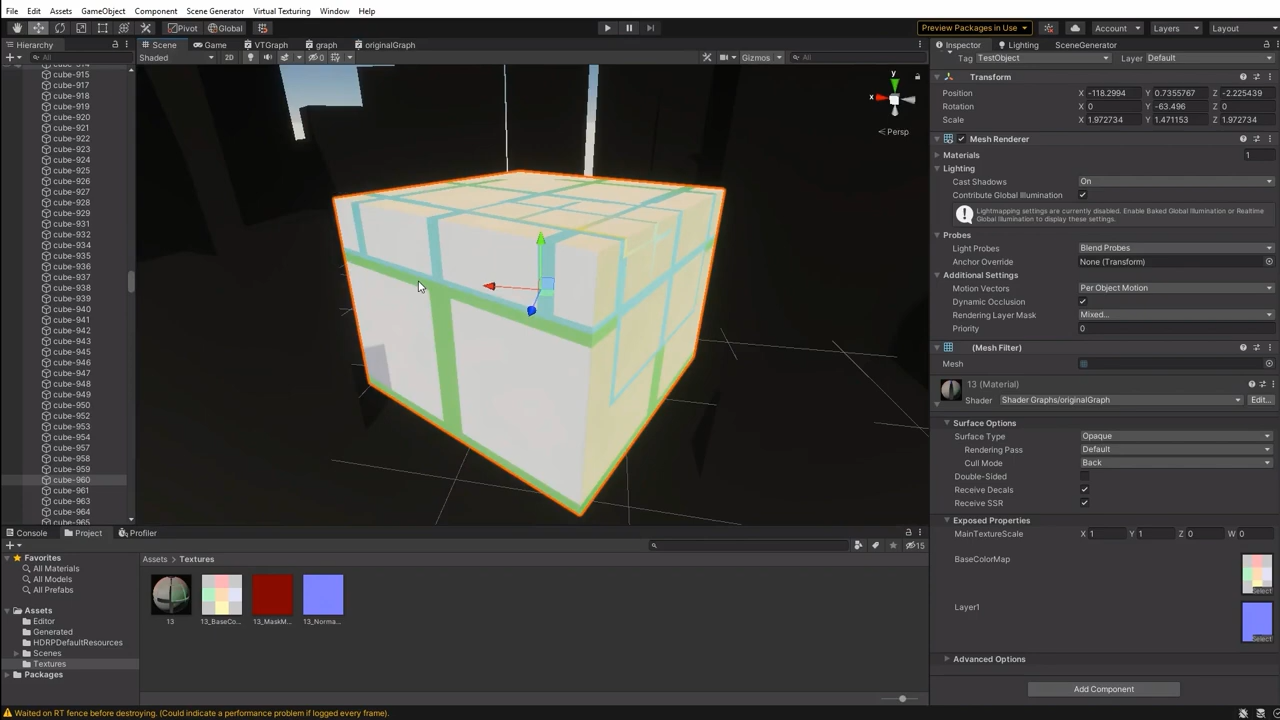 File Edit Assets GameObject Component Scene Generator Virtual Texturing Window Help
Pivot Global Preview Packages in Use Account Layers Layout
Hierarchy
Scene Game VTGraph graph originalGraph
Inspector Lighting SceneGenerator
All
Shaded 2D 0 Gizmos All
Tag TestObject Layer Default
cube-915
cube-917
cube-918
cube-919
cube-920
cube-921
cube-922
cube-923
cube-924
cube-925
cube-926
cube-927
cube-928
cube-929
cube-931
cube-932
cube-934
cube-935
cube-936
cube-937
cube-938
cube-939
cube-940
cube-941
cube-942
cube-943
cube-945
cube-946
cube-947
cube-948
cube-949
cube-950
cube-952
cube-953
cube-954
cube-957
cube-958
cube-959
cube-960
cube-961
cube-963
cube-964
cube-965
y
x
Persp
Transform
Position X -118.2994 Y 0.7355767 Z -2.225439
Rotation X 0 Y -63.496 Z 0
Scale X 1.972734 Y 1.471153 Z 1.972734
Mesh Renderer
Materials 1
Lighting
Cast Shadows On
Contribute Global Illumination
Lightmapping settings are currently disabled. Enable Baked Global Illumination or Realtime
Global Illumination to display these settings.
Probes
Light Probes Blend Probes
Anchor Override None (Transform)
Additional Settings
Motion Vectors Per Object Motion
Dynamic Occlusion
Rendering Layer Mask Mixed...
Priority 0
(Mesh Filter)
Mesh
13 (Material)
Shader Shader Graphs/originalGraph Edit...
Surface Options
Surface Type Opaque
Rendering Pass Default
Cull Mode Back
Double-Sided
Receive Decals
Receive SSR
Exposed Properties
MainTextureScale X 1 Y 1 Z 0 W 0
BaseColorMap
Select
Layer1
Select
Advanced Options
Add Component
Console Project Profiler
15
Favorites
All Materials
All Models
All Prefabs
Assets
Editor
Generated
HDRPDefaultResources
Scenes
Textures
Packages
Assets > Textures
13 13_BaseCo... 13_MaskM... 13_Norma...
Waited on RT fence before destroying. (Could indicate a performance problem if logged every frame).